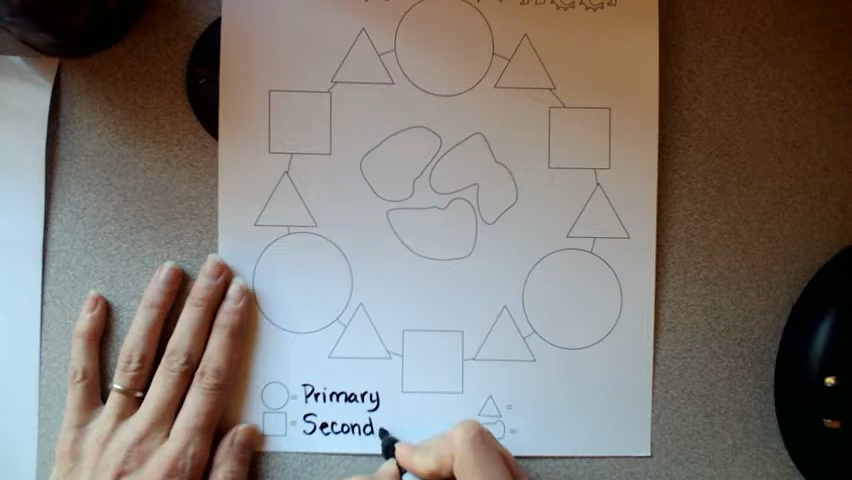 = Primary =
= Second =